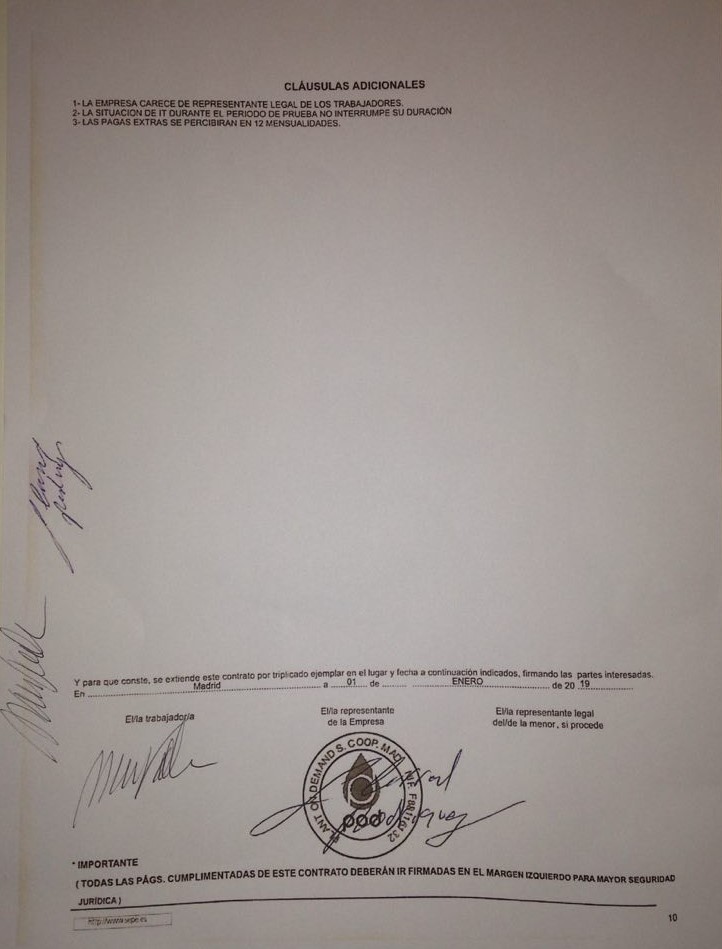 CLÁUSULAS ADICIONALES
1- LA EMPRESA CARECE DE REPRESENTANTE LEGAL DE LOS TRABAJADORES.
2- LA SITUACION DE IT DURANTE EL PERIODO DE PRUEBA NO INTERRUMPE SU DURACIÓN
3- LAS PAGAS EXTRAS SE PERCIBIRAN EN 12 MENSUALIDADES.
Y para que conste, se extiende este contrato por triplicado ejemplar en el lugar y fecha a continuación indicados, firmando las partes interesadas.
En Madrid a 01 de ENERO de 20 19
El/la trabajador/a
El/la representante
de la Empresa
El/la representante legal
del/de la menor, si procede
PLANT ON DEMAND S. COOP. MAD. F88116132
pod
* IMPORTANTE
( TODAS LAS PÁGS. CUMPLIMENTADAS DE ESTE CONTRATO DEBERÁN IR FIRMADAS EN EL MARGEN IZQUIERDO PARA MAYOR SEGURIDAD
JURÍDICA )
10